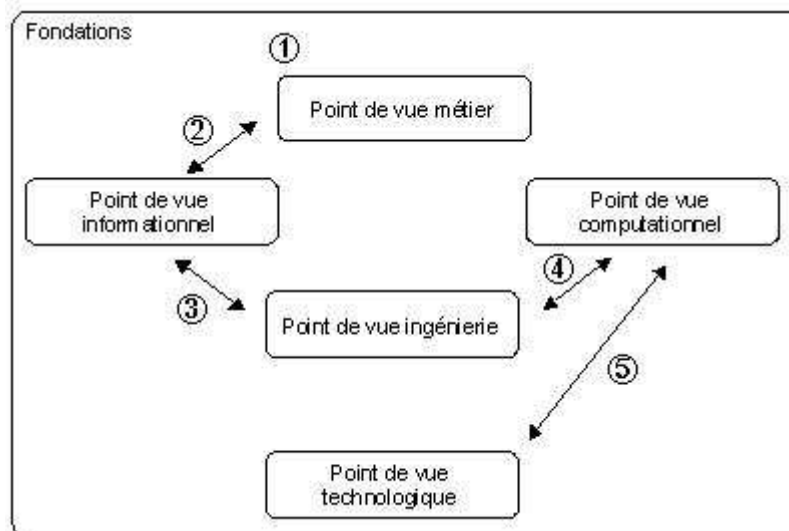 Fondations
①
Point de vue métier
②
Point de vue
informationnel
Point de vue
computationnel
③
④
Point de vue ingénierie
⑤
Point de vue
technologique